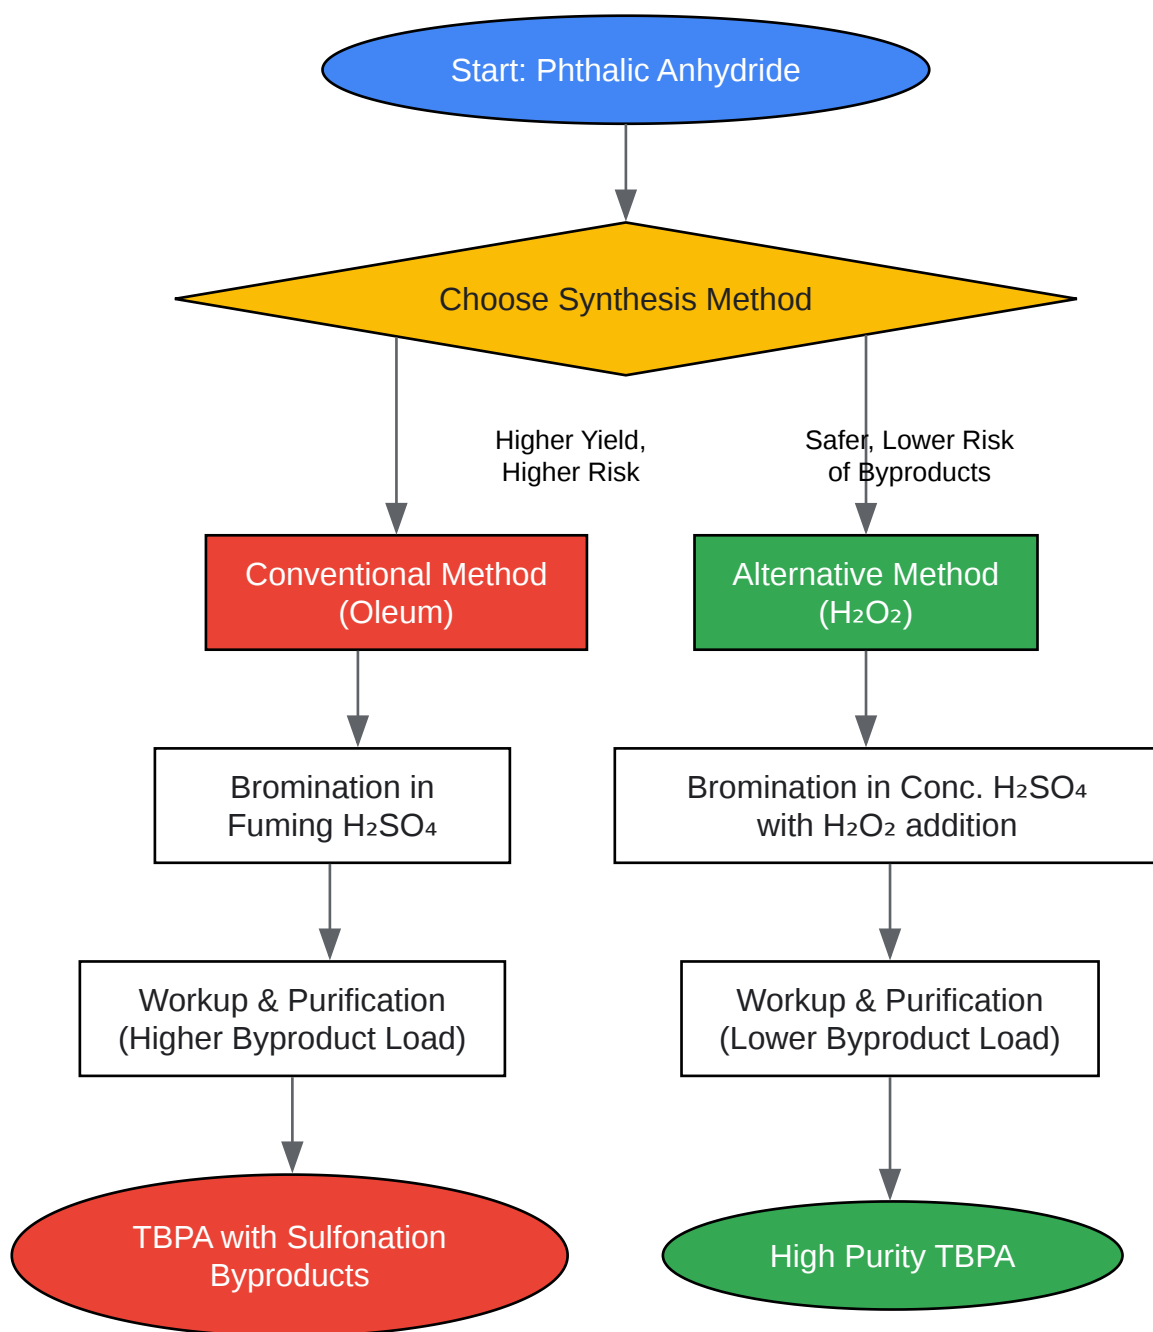 Start: Phthalic Anhydride
Choose Synthesis Method
Higher Yield,
Higher Risk
Safer, Lower Risk
of Byproducts
Conventional Method
(Oleum)
Alternative Method
(H₂O₂)
Bromination in
Fuming H₂SO₄
Bromination in Conc. H₂SO₄
with H₂O₂ addition
Workup & Purification
(Higher Byproduct Load)
Workup & Purification
(Lower Byproduct Load)
TBPA with Sulfonation
Byproducts
High Purity TBPA